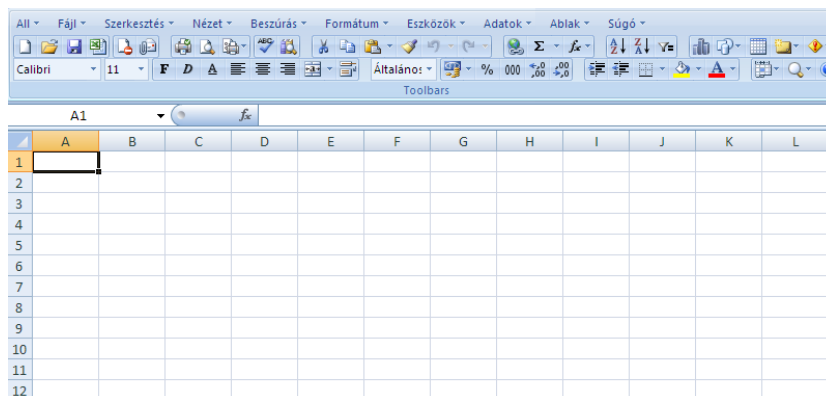 All Fájl Szerkesztés Nézet Beszúrás Formátum Eszközök Adatok Ablak Súgó
Calibri 11 F D A Általános % 000
Toolbars
A1 fx
A B C D E F G H I J K L
1
2
3
4
5
6
7
8
9
10
11
12